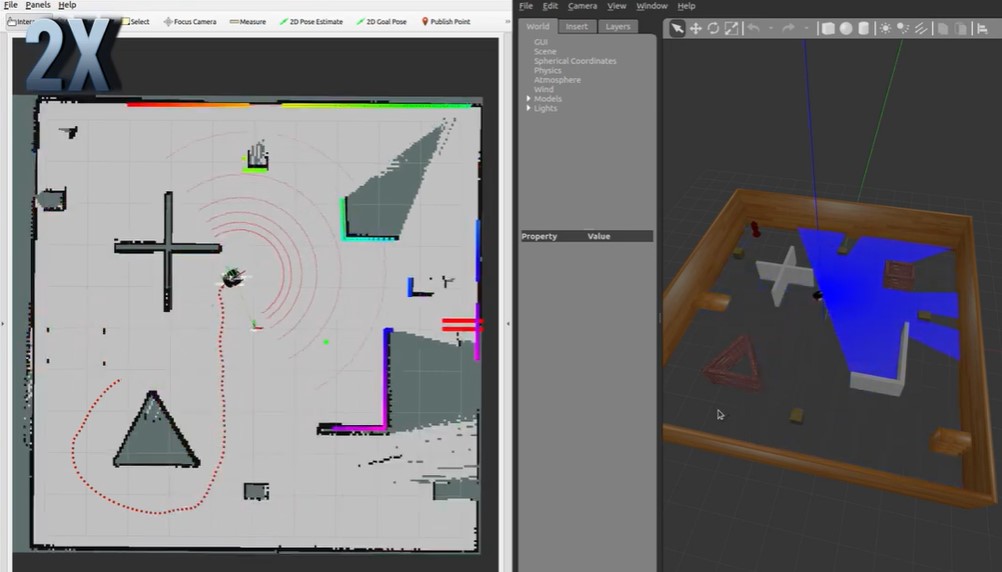 File Panels Help
Select Focus Camera Measure 2D Pose Estimate 2D Goal Pose Publish Point
2X
File Edit Camera View Window Help
World Insert Layers
GUI
Scene
Spherical Coordinates
Physics
Atmosphere
Wind
Models
Lights
Property Value